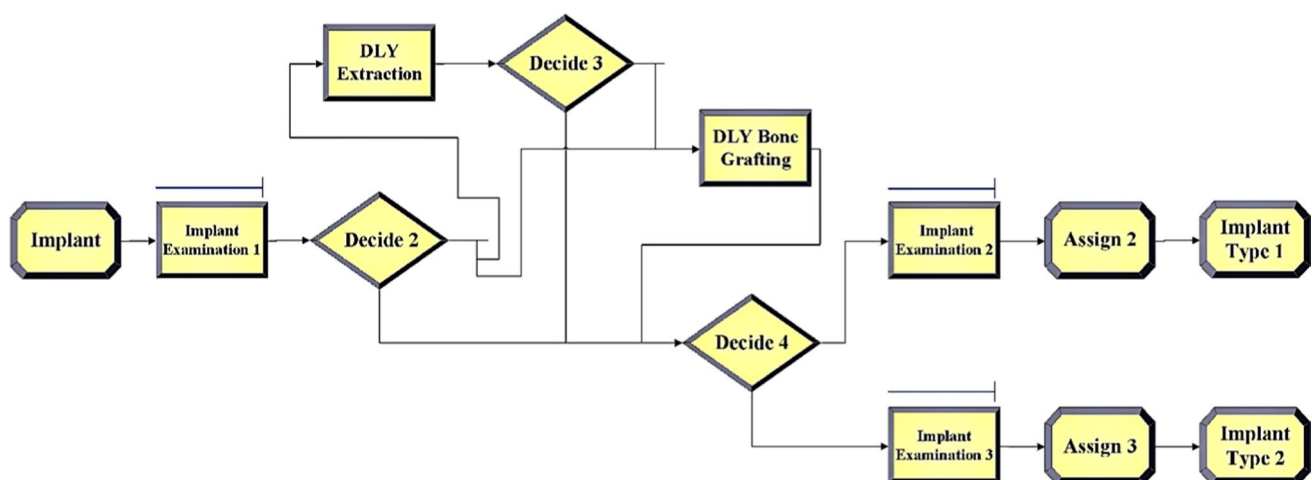 DLY
Extraction
Decide 3
DLY Bone
Grafting
Implant
Implant
Examination 1
Decide 2
Implant
Examination 2
Assign 2
Implant
Type 1
Decide 4
Implant
Examination 3
Assign 3
Implant
Type 2